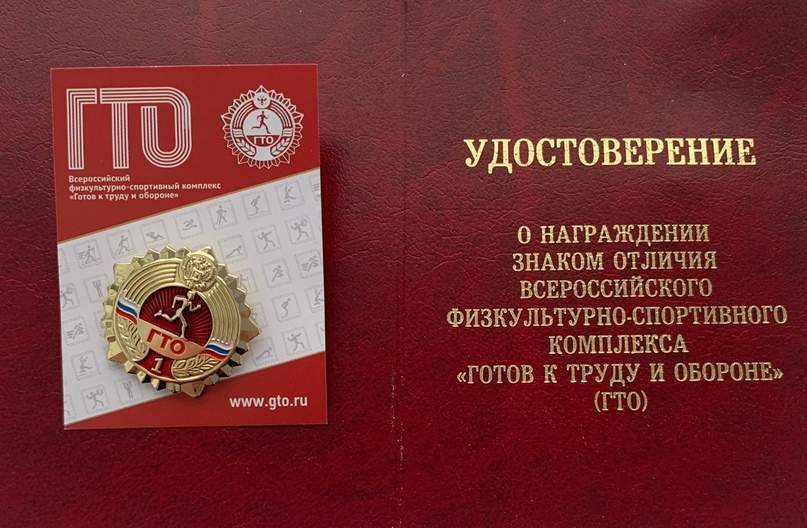 ГТО
ГТО
Всероссийский
физкультурно-спортивный комплекс
«Готов к труду и обороне»
ГТО
1
www.gto.ru
УДОСТОВЕРЕНИЕ
О НАГРАЖДЕНИИ
ЗНАКОМ ОТЛИЧИЯ
ВСЕРОССИЙСКОГО
ФИЗКУЛЬТУРНО-СПОРТИВНОГО
КОМПЛЕКСА
«ГОТОВ К ТРУДУ И ОБОРОНЕ»
(ГТО)